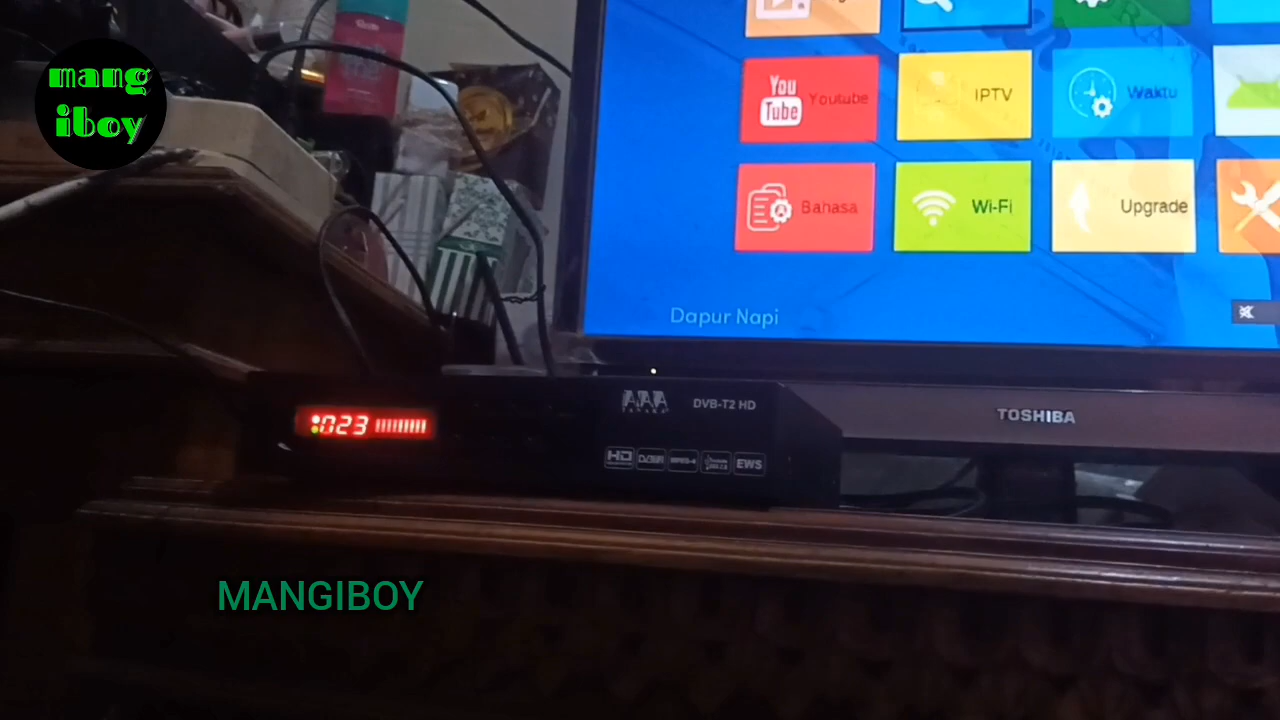 mang
iboy
You
Tube
Youtube
IPTV
Waktu
Bahasa
Wi-Fi
Upgrade
Dapur Napi
023
DVB-T2 HD
TOSHIBA
HD
EWS
MANGIBOY